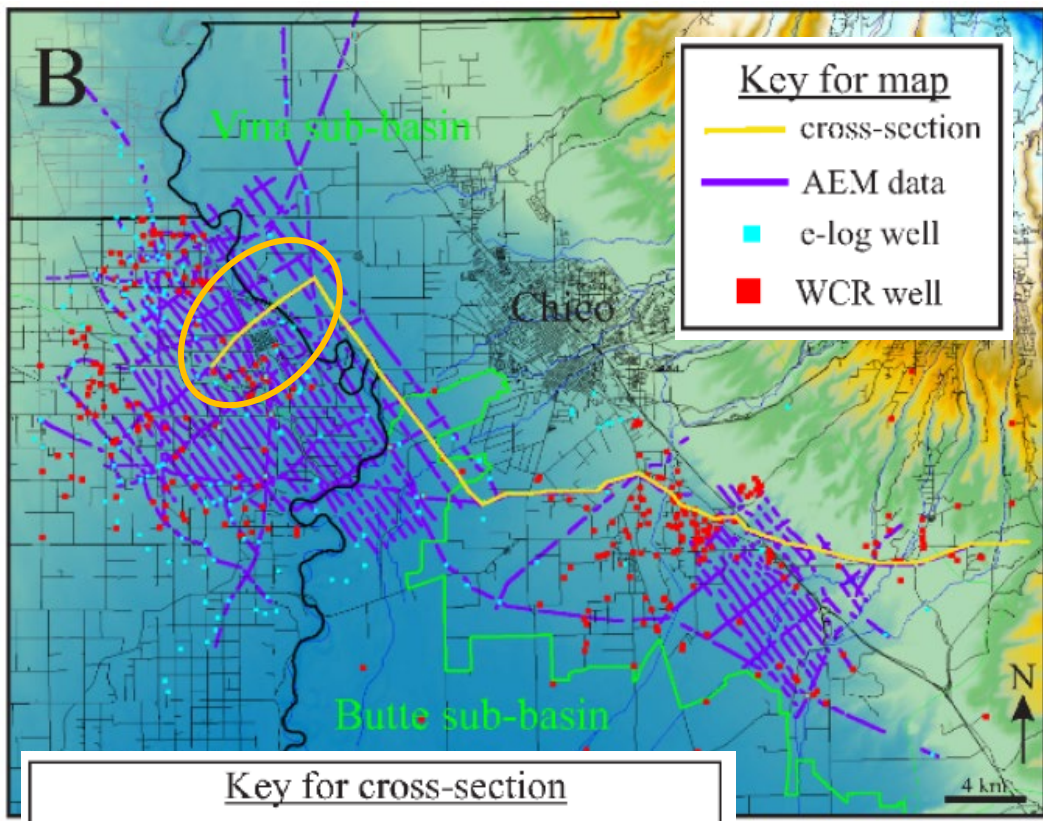 B
Vina sub-basin
Key for map
cross-section
AEM data
e-log well
WCR well
Chico
Butte sub-basin
N
4 km
Key for cross-section